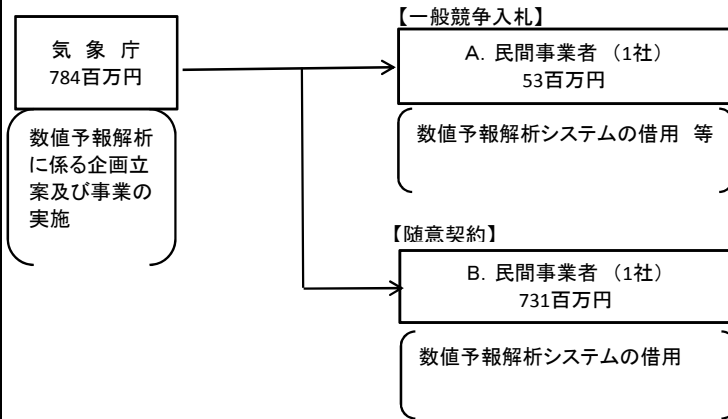 気 象 庁
784百万円
数値予報解析
に係る企画立
案及び事業の
実施
【一般競争入札】
A. 民間事業者 (1社)
53百万円
数値予報解析システムの借用 等
【随意契約】
B. 民間事業者 (1社)
731百万円
数値予報解析システムの借用